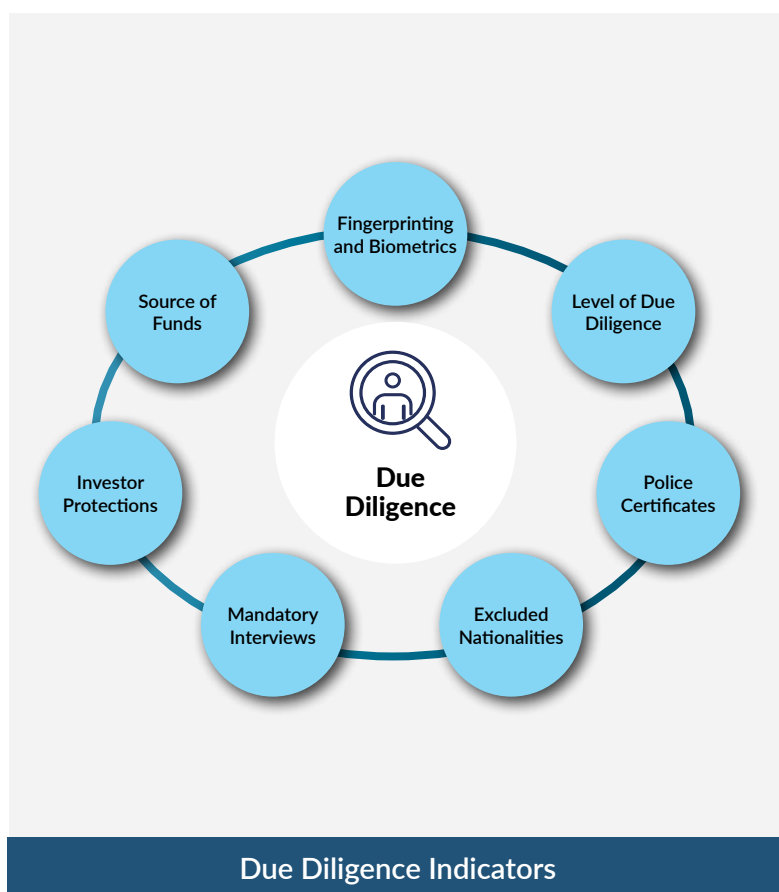 Fingerprinting
and Biometrics
Level of Due
Diligence
Police
Certificates
Excluded
Nationalities
Mandatory
Interviews
Investor
Protections
Source of
Funds
Due
Diligence
Due Diligence Indicators